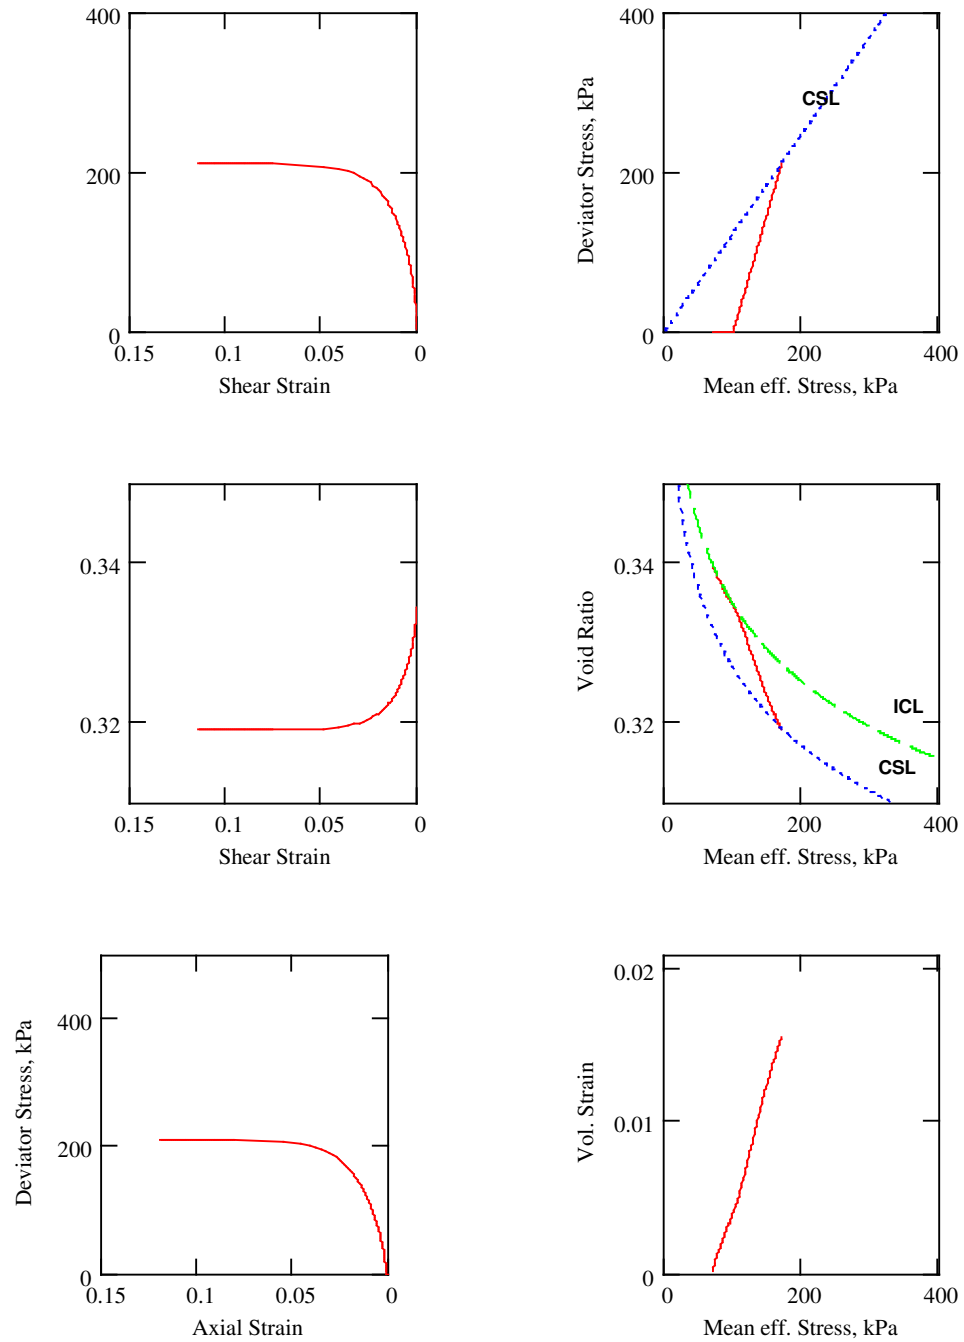 400
200
0
0.15
0.1
0.05
0
Shear Strain
400
200
0
Deviator Stress, kPa
CSL
0
200
400
Mean eff. Stress, kPa
0.34
0.32
0.15
0.1
0.05
0
Shear Strain
0.34
0.32
Void Ratio
ICL
CSL
0
200
400
Mean eff. Stress, kPa
Deviator Stress, kPa
400
200
0
0.15
0.1
0.05
0
Axial Strain
Vol. Strain
0.02
0.01
0
0
200
400
Mean eff. Stress, kPa